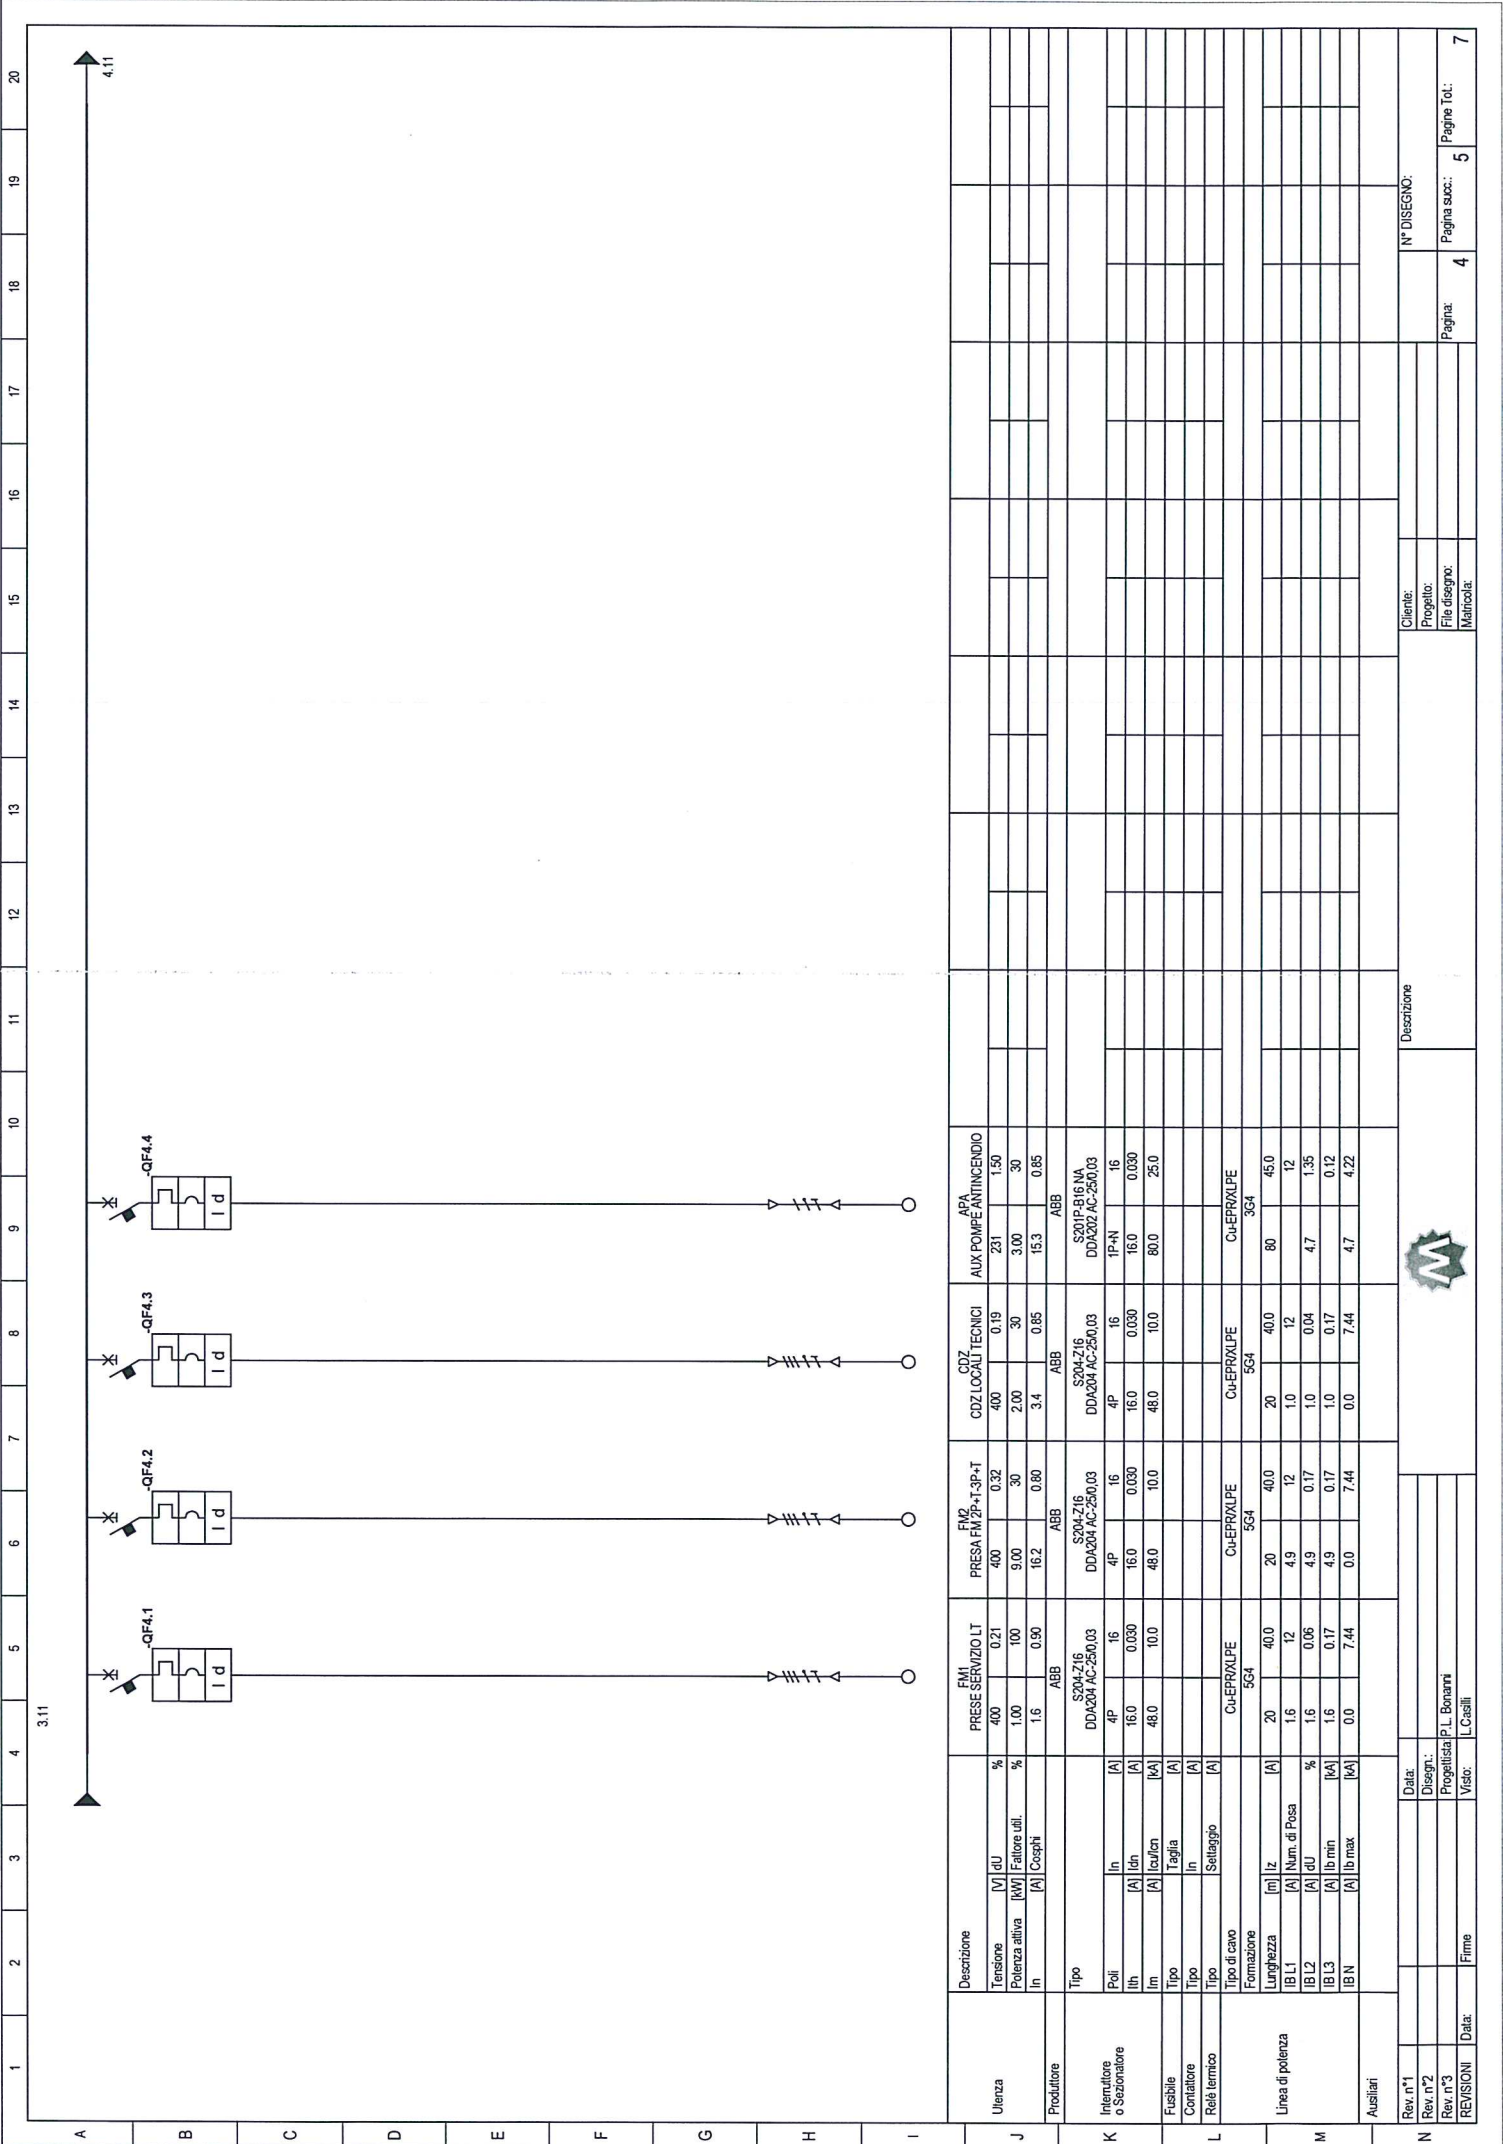 1 2 3 4 5 6 7 8 9 10 11 12 13 14 15 16 17 18 19 20
A
B
C
D
E
F
G
H
I
J
K
L
M
N
3.11
4.11
-QF4.1
-QF4.2
-QF4.3
-QF4.4
I d
I d
I d
I d
Utenza
Descrizione
FM1 FM2 CDZ APA
PRESE SERVIZIO LT PRESA FM 2P+T-3P+T CDZ LOCALI TECNICI AUX POMPE ANTINCENDIO
Tensione [V] dU % 400 0.21 400 0.32 400 0.19 231 1.50
Potenza attiva [kW] Fattore util. % 1.00 100 9.00 30 2.00 30 3.00 30
In [A] Cosphi 1.6 0.90 16.2 0.80 3.4 0.85 15.3 0.85
Produttore ABB ABB ABB ABB
Interruttore
o Sezionatore
Tipo
S204-Z16 S204-Z16 S204-Z16 S201P-B16 NA
DDA204 AC-25/0,03 DDA204 AC-25/0,03 DDA204 AC-25/0,03 DDA202 AC-25/0,03
Poli In [A] 4P 16 4P 16 4P 16 1P+N 16
Ith [A] Idn [A] 16.0 0.030 16.0 0.030 16.0 0.030 16.0 0.030
Im [A] Icu/Icn [kA] 48.0 10.0 48.0 10.0 48.0 10.0 80.0 25.0
Fusibile Tipo Taglia [A]
Contattore Tipo In [A]
Relè termico Tipo Settaggio [A]
Linea di potenza
Tipo di cavo Cu-EPR/XLPE Cu-EPR/XLPE Cu-EPR/XLPE Cu-EPR/XLPE
Formazione 5G4 5G4 5G4 3G4
Lunghezza [m] Iz [A] 20 40.0 20 40.0 20 40.0 80 45.0
IB L1 [A] Num. di Posa 1.6 12 4.9 12 1.0 12 12
IB L2 [A] dU % 1.6 0.06 4.9 0.17 1.0 0.04 4.7 1.35
IB L3 [A] Ib min [kA] 1.6 0.17 4.9 0.17 1.0 0.17 0.12
IB N [A] Ib max [kA] 0.0 7.44 0.0 7.44 0.0 7.44 4.7 4.22
Ausiliari
Rev. n°1
Rev. n°2
Rev. n°3
REVISIONI Data: Firme
Data:
Disegn.:
Progettista: P.L. Bonanni
Visto: L.Casilli
W
Descrizione
Cliente:
Progetto:
File disegno:
Matricola:
N° DISEGNO:
Pagina: 4 Pagina succ.: 5 Pagine Tot.: 7